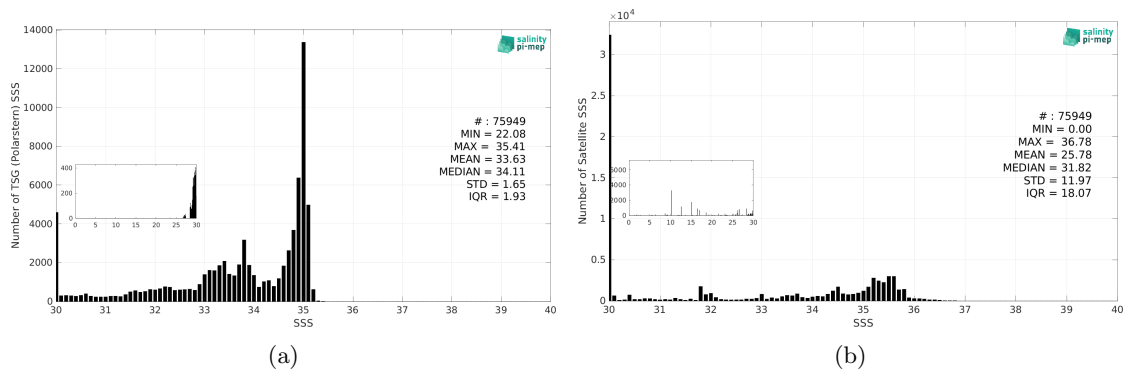 14000
12000
10000
8000
6000
4000
2000
0
Number of TSG (Polarstern) SSS
30 31 32 33 34 35 36 37 38 39 40
SSS
salinity
pi-mep
# : 75949
MIN = 22.08
MAX = 35.41
MEAN = 33.63
MEDIAN = 34.11
STD = 1.65
IQR = 1.93
400
200
0
0 5 10 15 20 25 30
(a)
×10⁴
3
2.5
2
1.5
1
0.5
0
Number of Satellite SSS
30 31 32 33 34 35 36 37 38 39 40
SSS
salinity
pi-mep
# : 75949
MIN = 0.00
MAX = 36.78
MEAN = 25.78
MEDIAN = 31.82
STD = 11.97
IQR = 18.07
6000
4000
2000
0
0 5 10 15 20 25 30
(b)